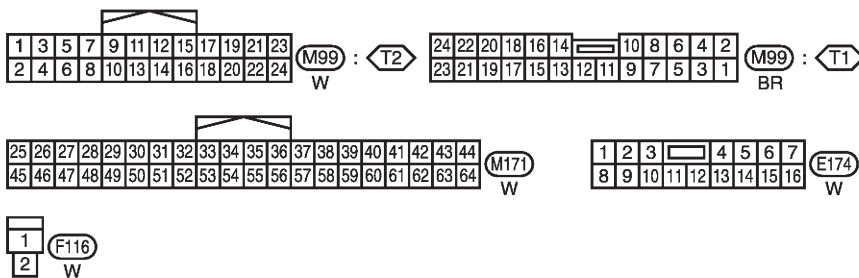 1 3 5 7 9 11 12 15 17 19 21 23
2 4 6 8 10 13 14 16 18 20 22 24
M99 : T2
W
24 22 20 18 16 14 10 8 6 4 2
23 21 19 17 15 13 12 11 9 7 5 3 1
M99 : T1
BR
25 26 27 28 29 30 31 32 33 34 35 36 37 38 39 40 41 42 43 44
45 46 47 48 49 50 51 52 53 54 55 56 57 58 59 60 61 62 63 64
M171
W
1 2 3 4 5 6 7
8 9 10 11 12 13 14 15 16
E174
W
1
2
F116
W